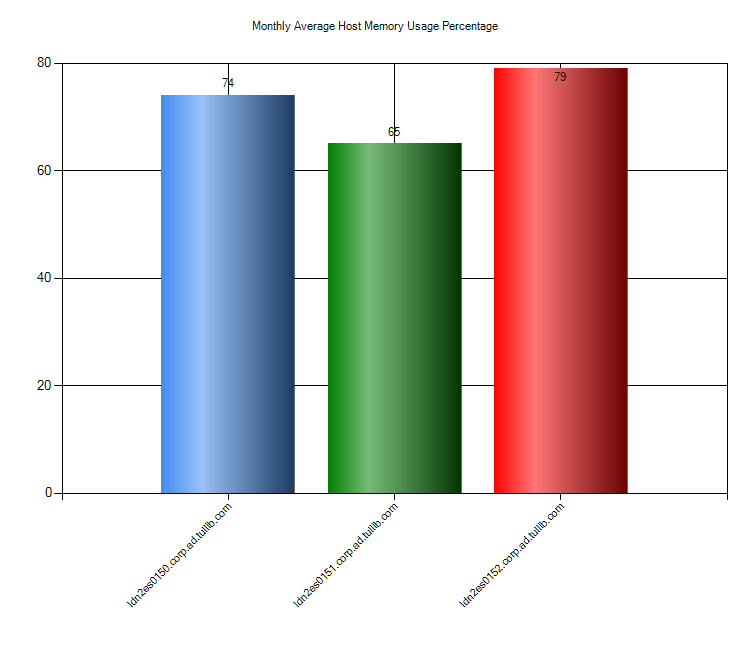 Monthly Average Host Memory Usage Percentage
80
60
40
20
0
74
65
79
ldn2es0150.corp.ad.tullib.com
ldn2es0151.corp.ad.tullib.com
ldn2es0152.corp.ad.tullib.com